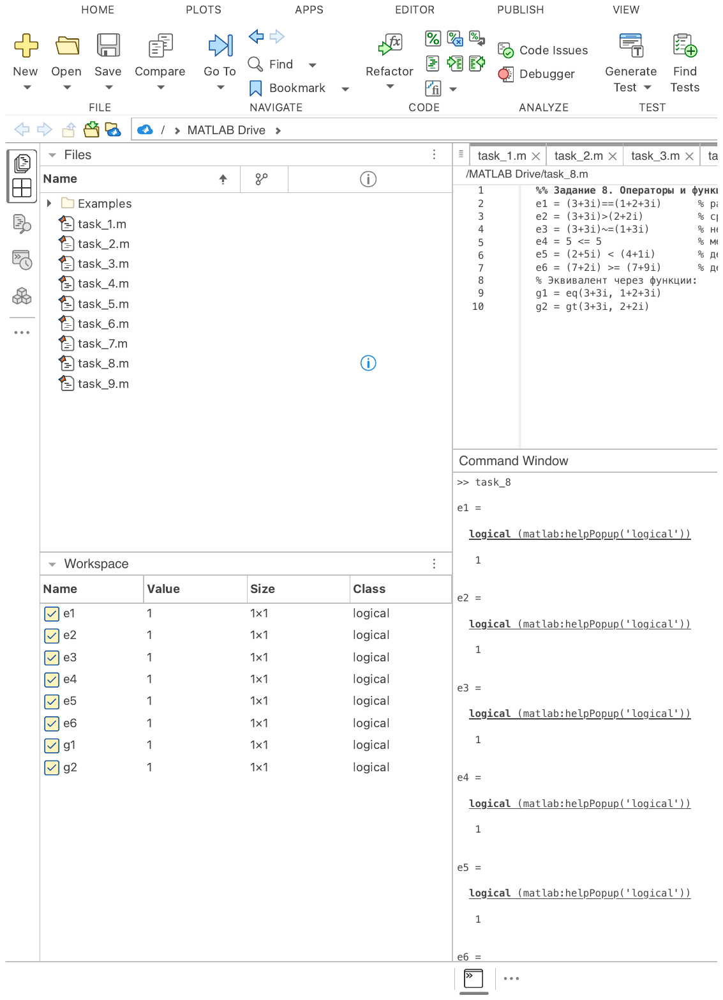 HOME PLOTS APPS EDITOR PUBLISH VIEW
New Open Save Compare Go To Find Bookmark Refactor Code Issues Debugger Generate Test Find Tests
FILE NAVIGATE CODE ANALYZE TEST
/ > MATLAB Drive >
Files
Name
Examples
task_1.m
task_2.m
task_3.m
task_4.m
task_5.m
task_6.m
task_7.m
task_8.m
task_9.m
Workspace
Name Value Size Class
e1 1 1×1 logical
e2 1 1×1 logical
e3 1 1×1 logical
e4 1 1×1 logical
e5 1 1×1 logical
e6 1 1×1 logical
g1 1 1×1 logical
g2 1 1×1 logical
task_1.m × task_2.m × task_3.m × ta
/MATLAB Drive/task_8.m
1 %% Задание 8. Операторы и функц
2 e1 = (3+3i)==(1+2+3i) % ра
3 e2 = (3+3i)>(2+2i) % ср
4 e3 = (3+3i)~=(1+3i) % не
5 e4 = 5 <= 5 % ме
6 e5 = (2+5i) < (4+1i) % де
7 e6 = (7+2i) >= (7+9i) % де
8 % Эквивалент через функции:
9 g1 = eq(3+3i, 1+2+3i)
10 g2 = gt(3+3i, 2+2i)
Command Window
>> task_8
e1 =
logical (matlab:helpPopup('logical'))
1
e2 =
logical (matlab:helpPopup('logical'))
1
e3 =
logical (matlab:helpPopup('logical'))
1
e4 =
logical (matlab:helpPopup('logical'))
1
e5 =
logical (matlab:helpPopup('logical'))
1
e6 =